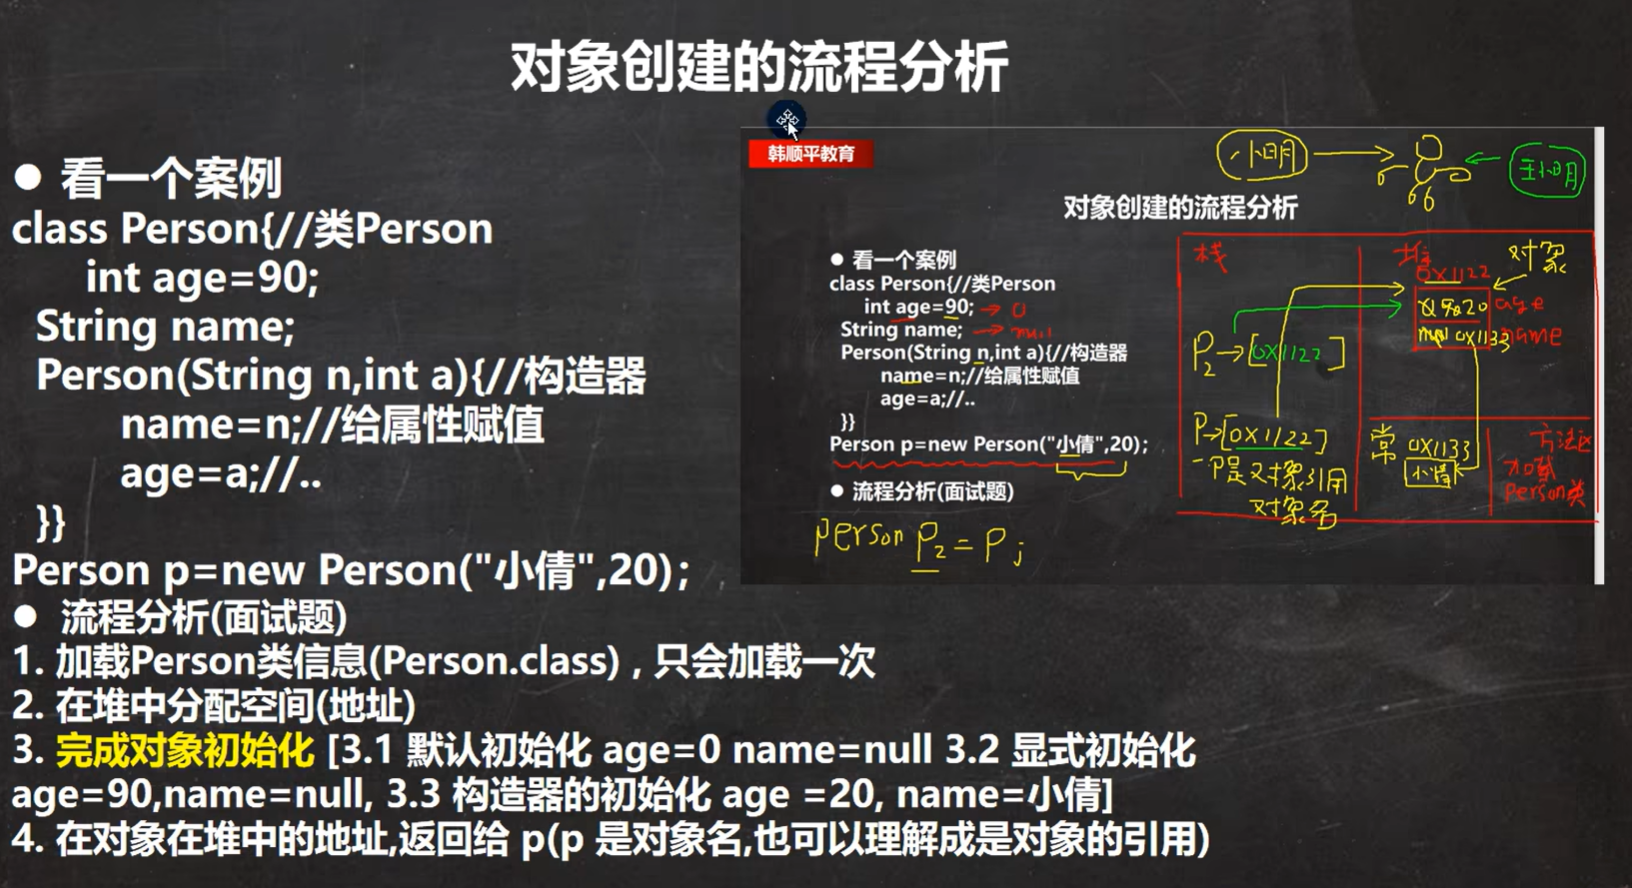 对象创建的流程分析
● 看一个案例
class Person{//类Person
int age=90;
String name;
Person(String n,int a){//构造器
name=n;//给属性赋值
age=a;//..
}}
Person p=new Person("小倩",20);
● 流程分析(面试题)
1. 加载Person类信息(Person.class)，只会加载一次
2. 在堆中分配空间(地址)
3. 完成对象初始化 [3.1 默认初始化 age=0 name=null 3.2 显式初始化
age=90,name=null, 3.3 构造器的初始化 age =20, name=小倩]
4. 在对象在堆中的地址,返回给 p(p 是对象名,也可以理解成是对象的引用)
韩顺平教育
小明
王小明
对象创建的流程分析
● 看一个案例
class Person{//类Person
int age=90; → 0
String name; → null
Person(String n,int a){//构造器
name=n;//给属性赋值
age=a;//..
}}
Person p=new Person("小倩",20);
● 流程分析(面试题)
person P2 = P;
栈
堆
对象
0X1122
20 age
null 0x1133 name
P2→[0X1122]
P→[0X1122]
P是对象引用
对象名
常
0X1133
小倩
方法区
加载
Person类